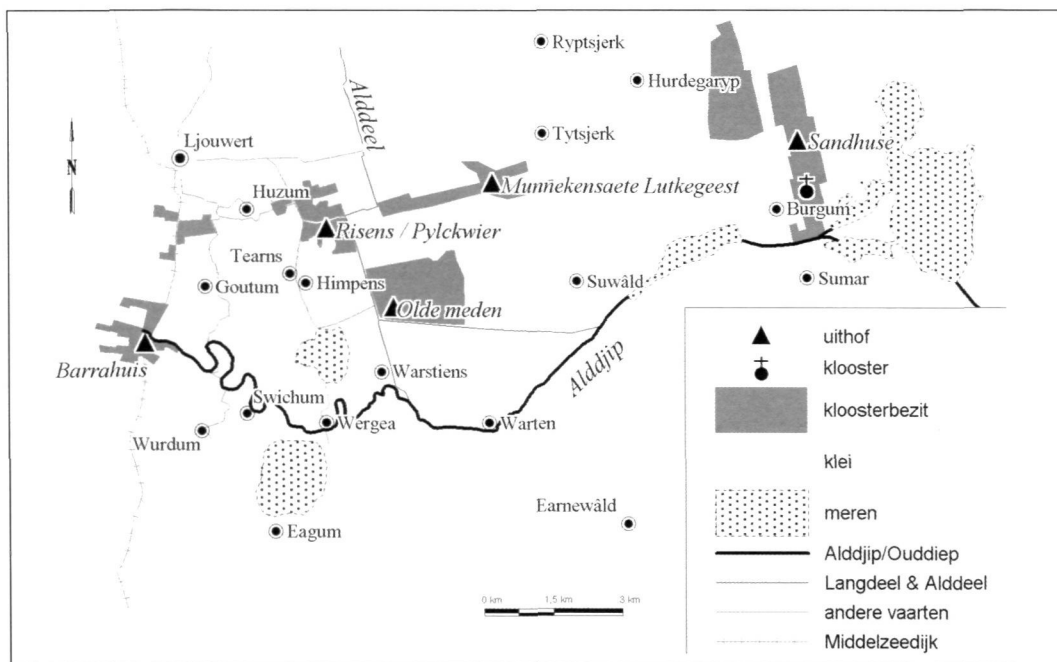 Ryptsjerk
Hurdegaryp
Alddeel
Ljouwert
Tytsjerk
Sandhuse
N
Munnekensaete Lutkegeest
Huzum
Burgum
Risens / Pylckwier
Tearns
Himpens
Goutum
Suwâld
Sumar
Olde meden
Barrahuis
Alddjip
Warstiens
Swichum
Wergea
Warten
Wurdum
Earnewâld
Eagum
0 km 1,5 km 3 km
uithof
klooster
kloosterbezit
klei
meren
Alddjip/Ouddiep
Langdeel & Alddeel
andere vaarten
Middelzeedijk